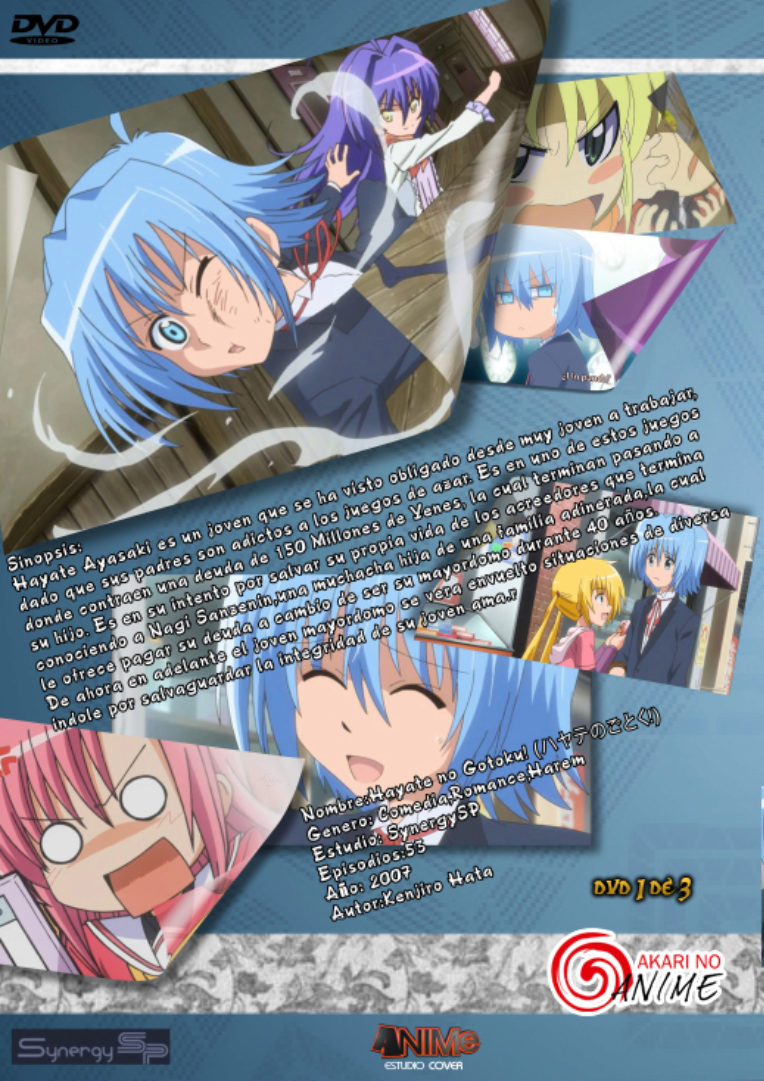 DVD
VIDEO
¿Un panda?
Sinopsis:
Hayate Ayasaki es un joven que se ha visto obligado desde muy joven a trabajar,
dado que sus padres son adictos a los juegos de azar. Es en uno de estos juegos
donde contraen una deuda de 150 Millones de Yenes, la cual terminan pasando a
su hijo. Es en su intento por salvar su propia vida de los acreedores que termina
conociendo a Nagi Sanzenin,una muchacha hija de una familia adinerada,la cual
le ofrece pagar su deuda a cambio de ser su mayordomo durante 40 años.
De ahora en adelante el joven mayordomo se vera envuelto situaciones de diversa
indole por salvaguardar la integridad de su joven ama.r
Nombre:Hayate no Gotoku! (ハヤテのごとく!)
Genero: Comedia,Romance,Harem
Estudio: SynergySP
Episodios:53
Año: 2007
Autor:Kenjiro Hata
DVD 1 DE 3
AKARI NO
ANIME
Synergy SP
ANIMe
ESTUDIO COVER